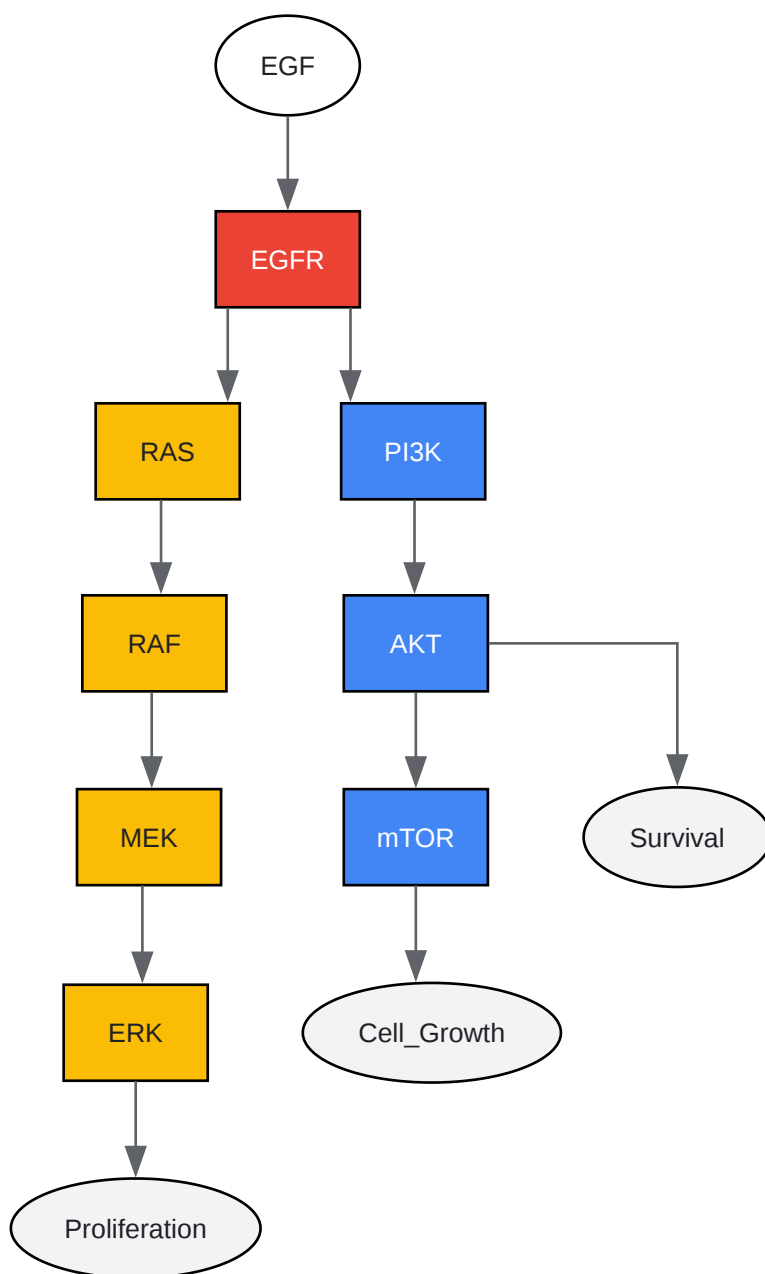 EGF
EGFR
RAS
PI3K
RAF
AKT
MEK
mTOR
Survival
ERK
Cell_Growth
Proliferation